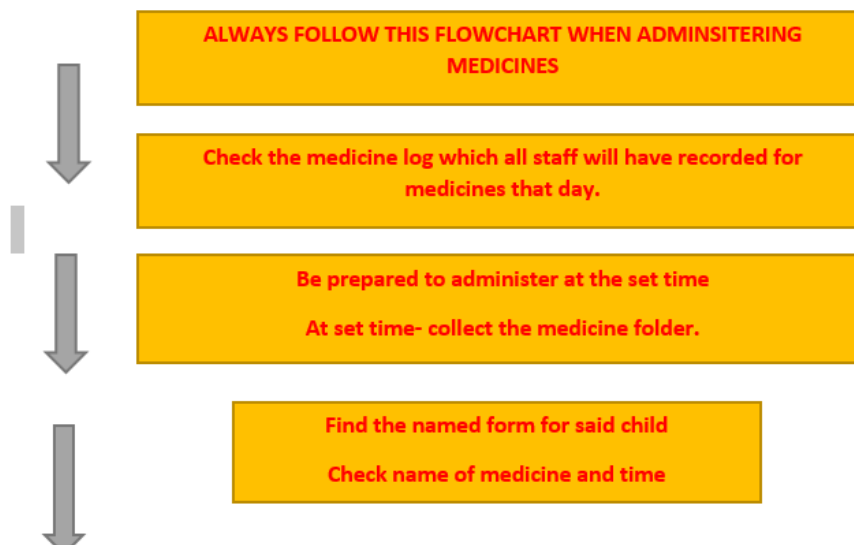 ALWAYS FOLLOW THIS FLOWCHART WHEN ADMINSITERING
MEDICINES
Check the medicine log which all staff will have recorded for
medicines that day.
Be prepared to administer at the set time
At set time- collect the medicine folder.
Find the named form for said child
Check name of medicine and time